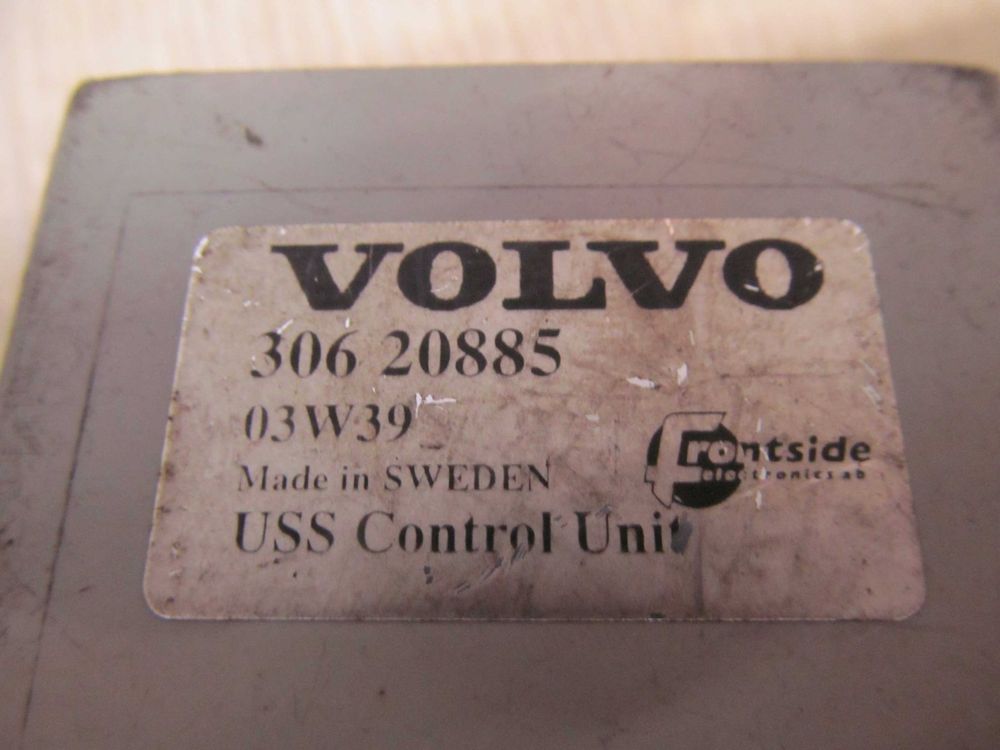 VOLVO
306 20885
03W39
Made in SWEDEN
USS Control Unit
Frontside
electronics ab